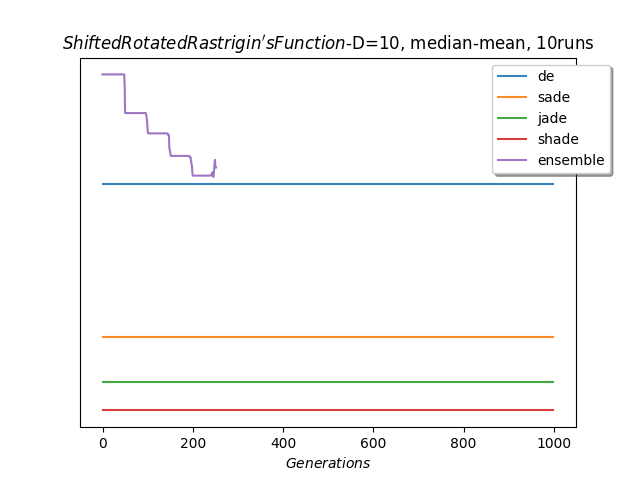 ShiftedRotatedRastrigin'sFunction-D=10, median-mean, 10runs
de
sade
jade
shade
ensemble
0 200 400 600 800 1000
Generations